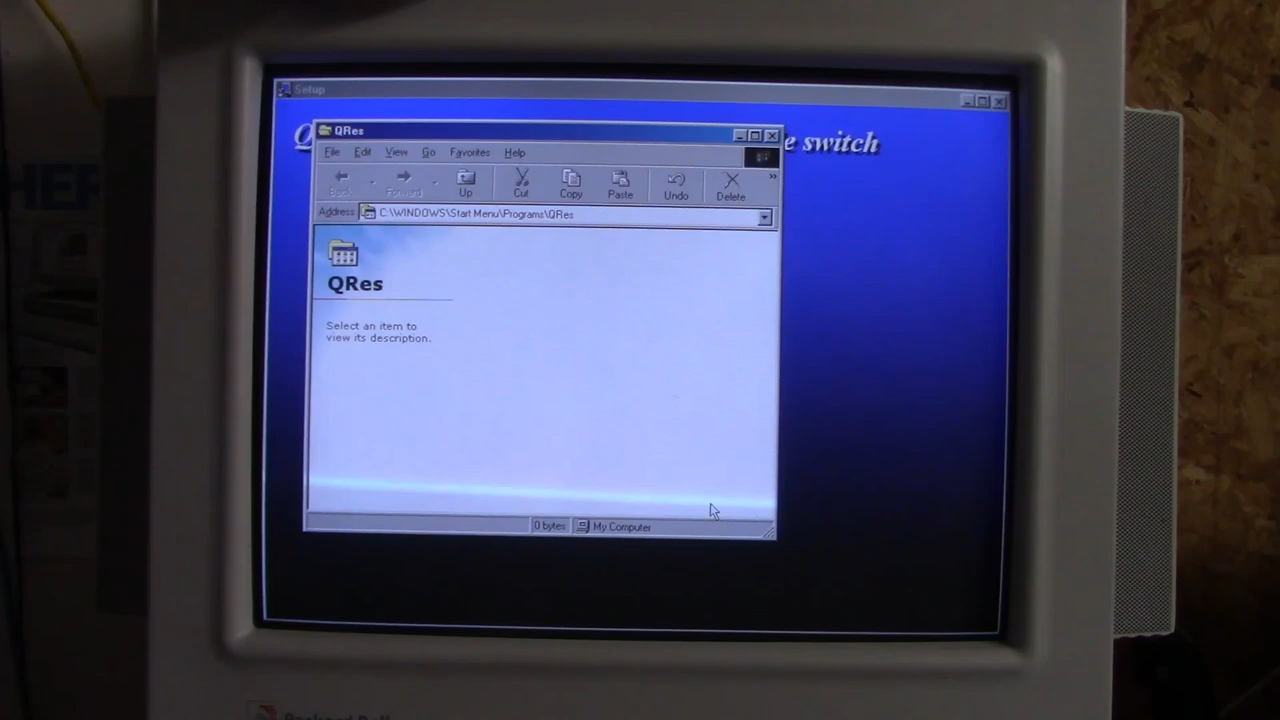 Setup
e switch
QRes
File Edit View Go Favorites Help
Back Forward Up Cut Copy Paste Undo Delete
Address C:\WINDOWS\Start Menu\Programs\QRes
QRes
Select an item to
view its description.
0 bytes My Computer
HER